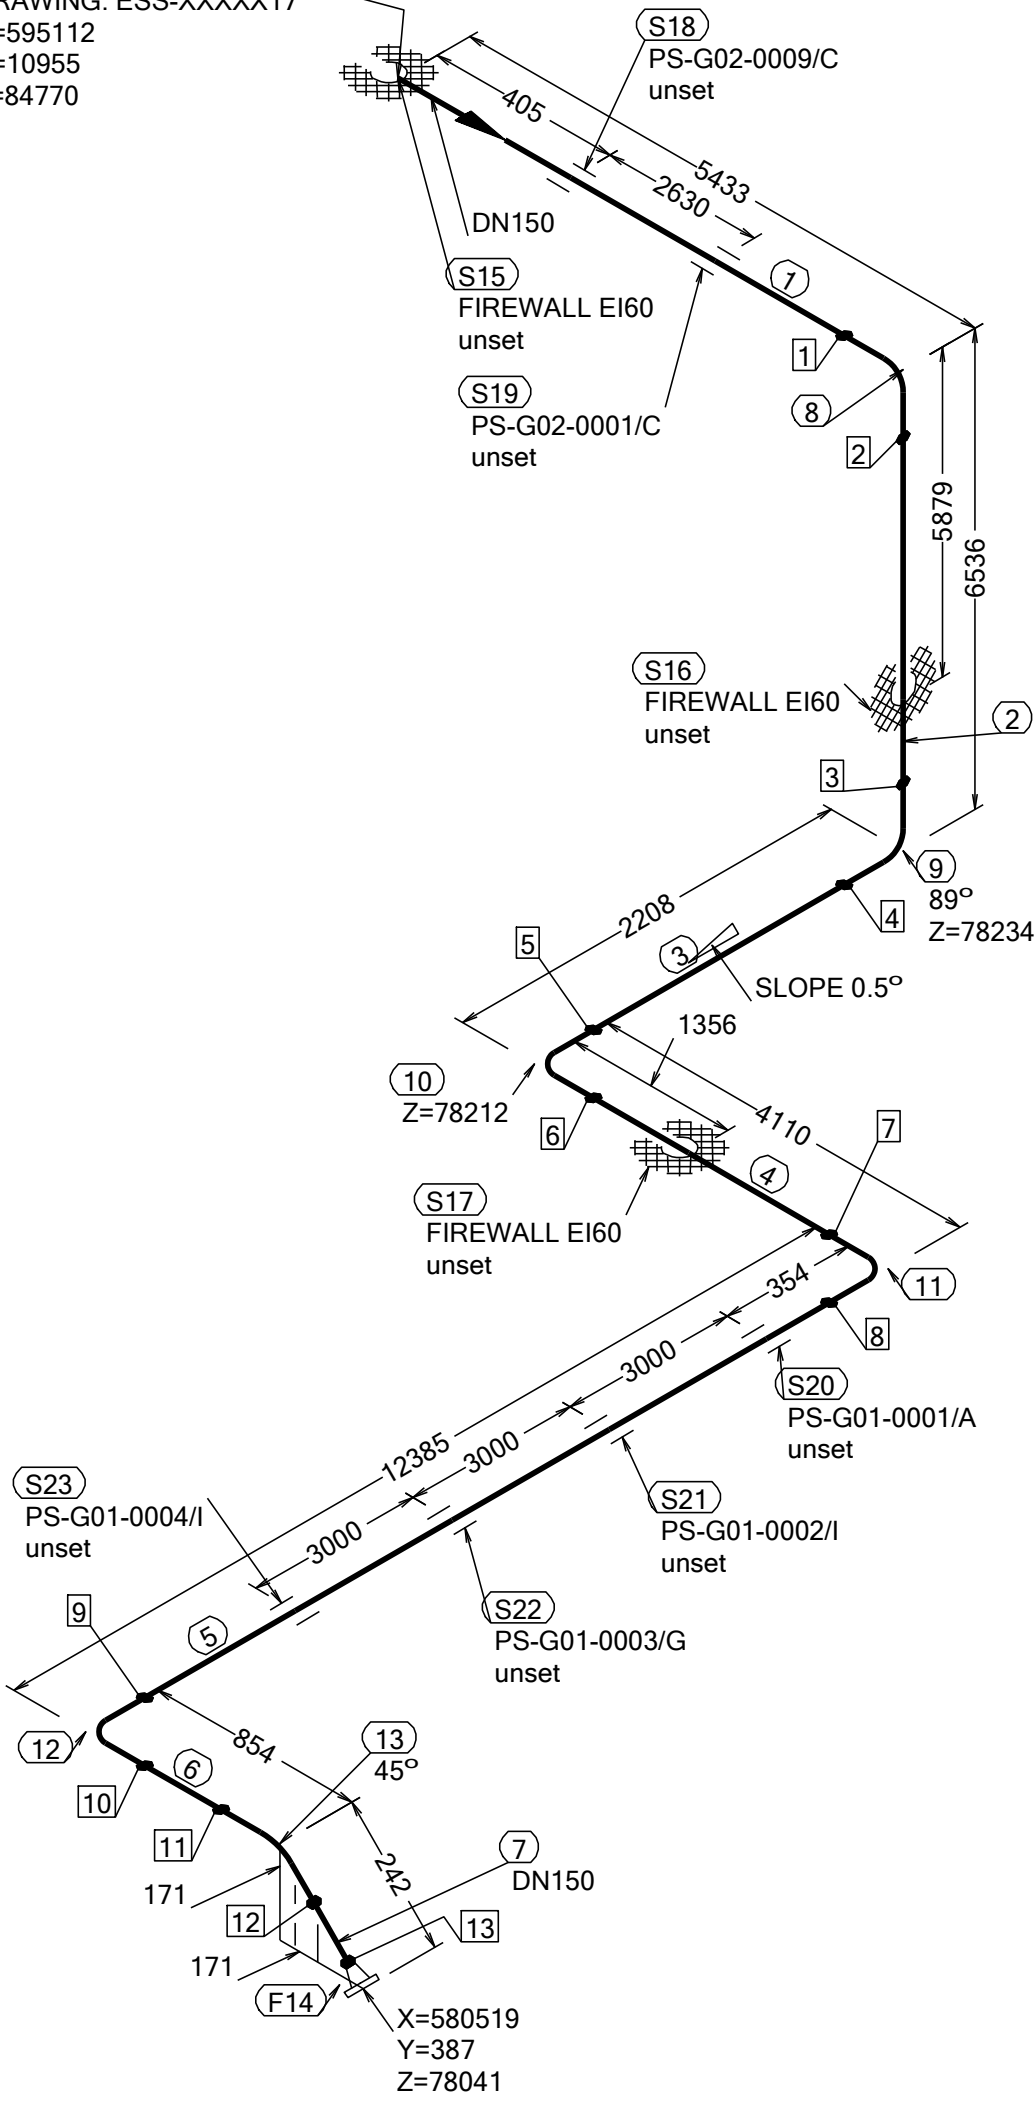 RAWING: ESS-XXXXX17
=595112
=10955
=84770
S18
PS-G02-0009/C
unset
405
5433
2630
DN150
S15
FIREWALL EI60
unset
1
1
S19
PS-G02-0001/C
unset
8
2
5879
6536
S16
FIREWALL EI60
unset
2
3
9
89°
Z=78234
4
2208
5
3
SLOPE 0.5°
1356
10
Z=78212
6
4110
7
4
S17
FIREWALL EI60
unset
11
354
8
3000
S20
PS-G01-0001/A
unset
12385
3000
S21
PS-G01-0002/I
unset
S23
PS-G01-0004/I
unset
3000
S22
PS-G01-0003/G
unset
9
5
12
854
13
45°
6
10
11
242
7
DN150
171
12
13
171
F14
X=580519
Y=387
Z=78041